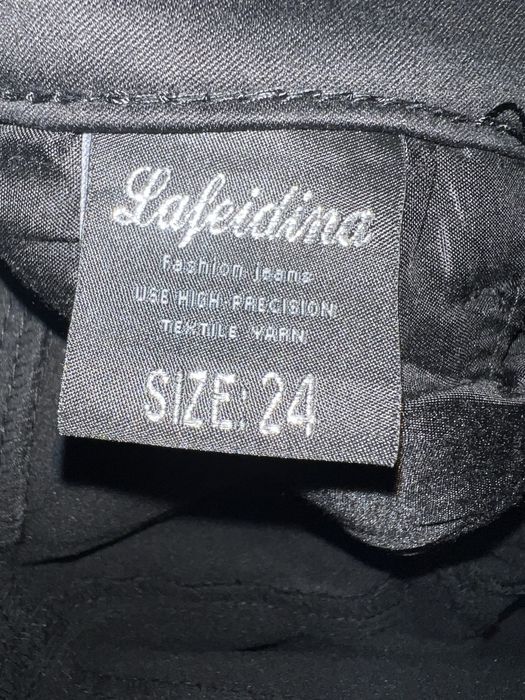 Lafeidina
Fashion jeans
USE HIGH PRECISION
TEXTILE YARN
SIZE: 24